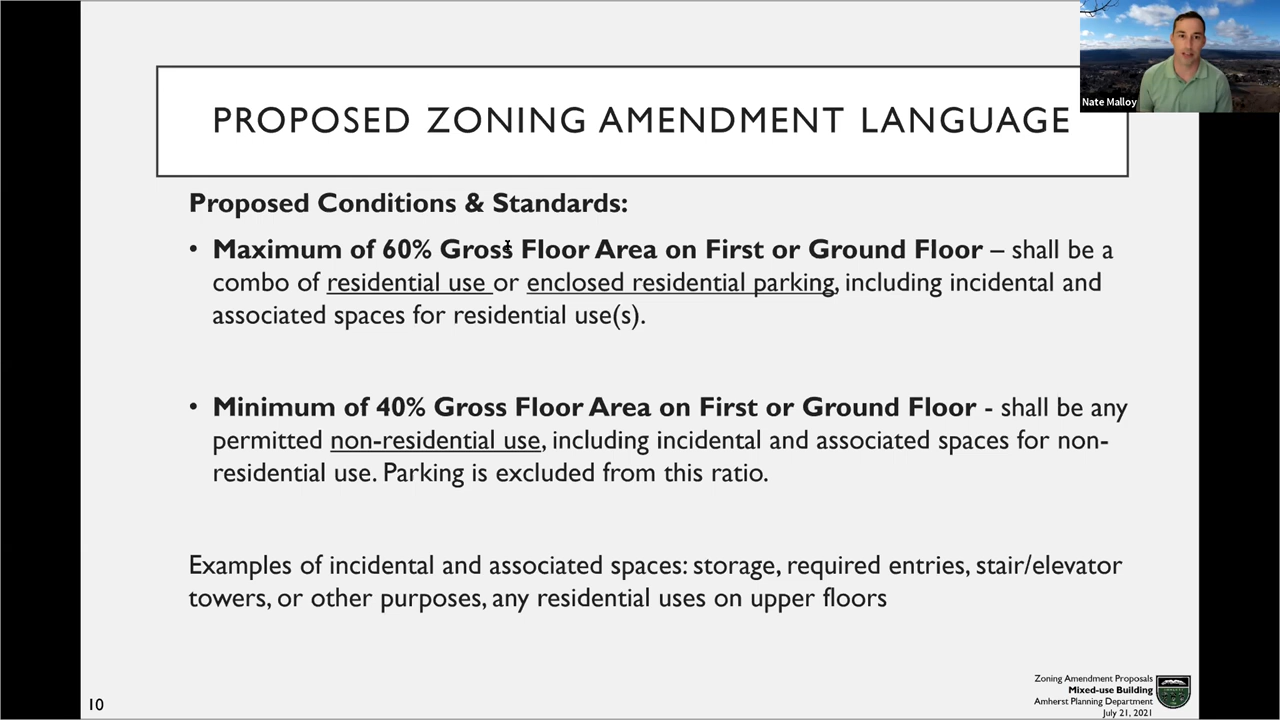 Nate Malloy
PROPOSED ZONING AMENDMENT LANGUAGE
Proposed Conditions & Standards:
• Maximum of 60% Gross Floor Area on First or Ground Floor – shall be a
combo of residential use or enclosed residential parking, including incidental and
associated spaces for residential use(s).
• Minimum of 40% Gross Floor Area on First or Ground Floor - shall be any
permitted non-residential use, including incidental and associated spaces for non-
residential use. Parking is excluded from this ratio.
Examples of incidental and associated spaces: storage, required entries, stair/elevator
towers, or other purposes, any residential uses on upper floors
10
Zoning Amendment Proposals
Mixed-use Building
Amherst Planning Department
July 21, 2021